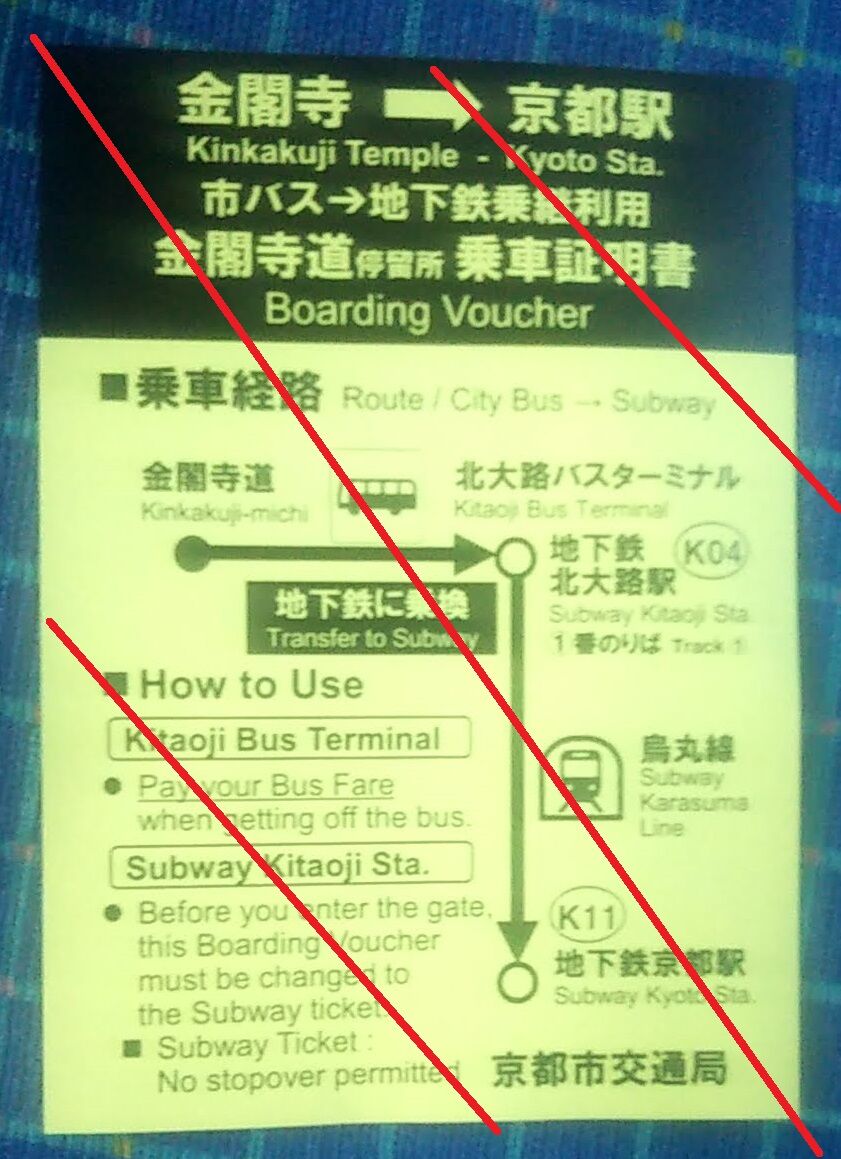 金閣寺 → 京都駅
Kinkakuji Temple - Kyoto Sta.
市バス→地下鉄乗継利用
金閣寺道停留所 乗車証明書
Boarding Voucher
■乗車経路 Route / City Bus → Subway
金閣寺道
Kinkakuji-michi
北大路バスターミナル
Kitaoji Bus Terminal
地下鉄 K04
北大路駅
Subway Kitaoji Sta.
1番のりば Track 1
地下鉄に乗換
Transfer to Subway
■ How to Use
Kitaoji Bus Terminal
● Pay your Bus Fare
when getting off the bus.
Subway Kitaoji Sta.
● Before you enter the gate,
this Boarding Voucher
must be changed to
the Subway ticket.
■ Subway Ticket :
No stopover permitted
烏丸線
Subway
Karasuma
Line
K11
地下鉄京都駅
Subway Kyoto Sta.
京都市交通局